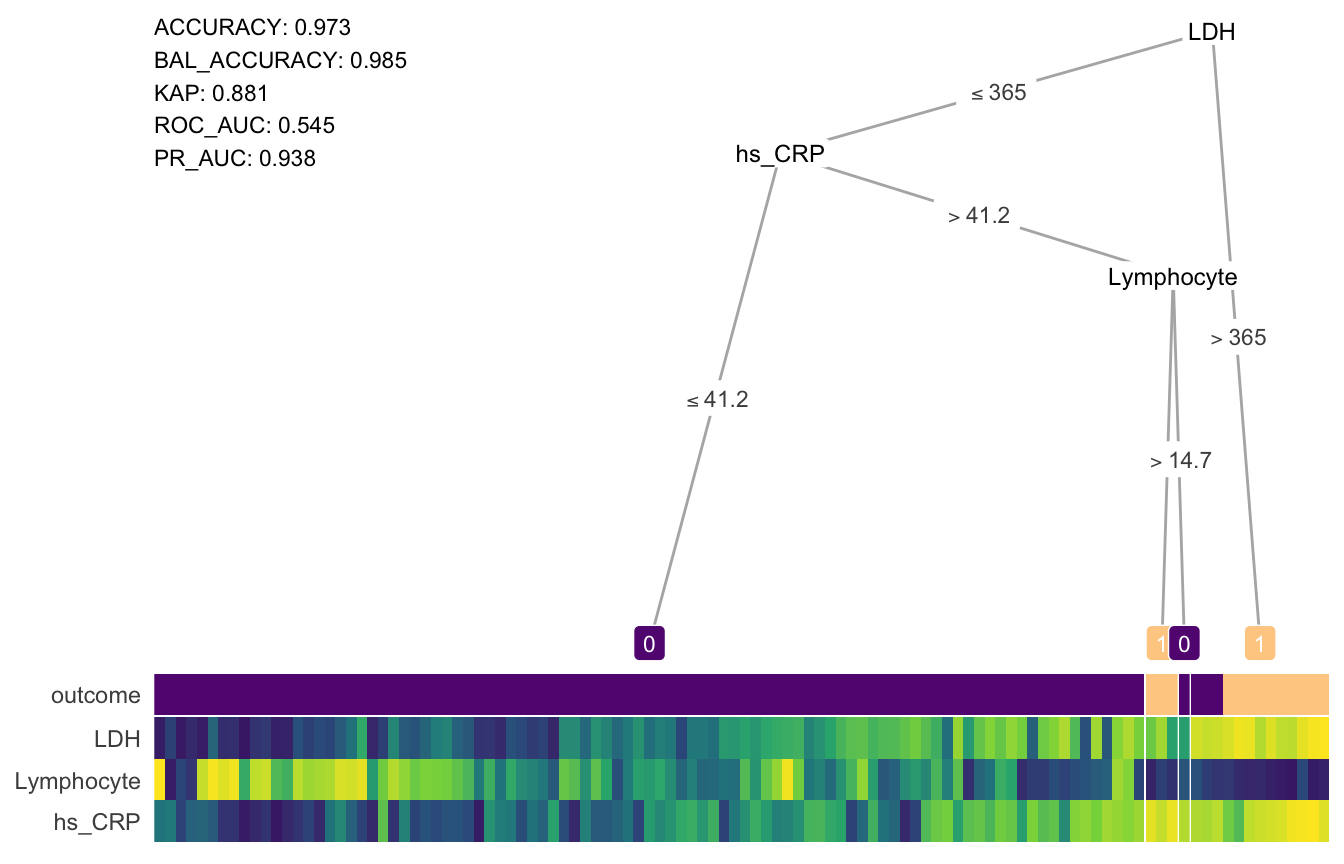 ACCURACY: 0.973
BAL_ACCURACY: 0.985
KAP: 0.881
ROC_AUC: 0.545
PR_AUC: 0.938
LDH
≤ 365
hs_CRP
> 41.2
Lymphocyte
> 365
≤ 41.2
> 14.7
0
1
0
1
outcome
LDH
Lymphocyte
hs_CRP